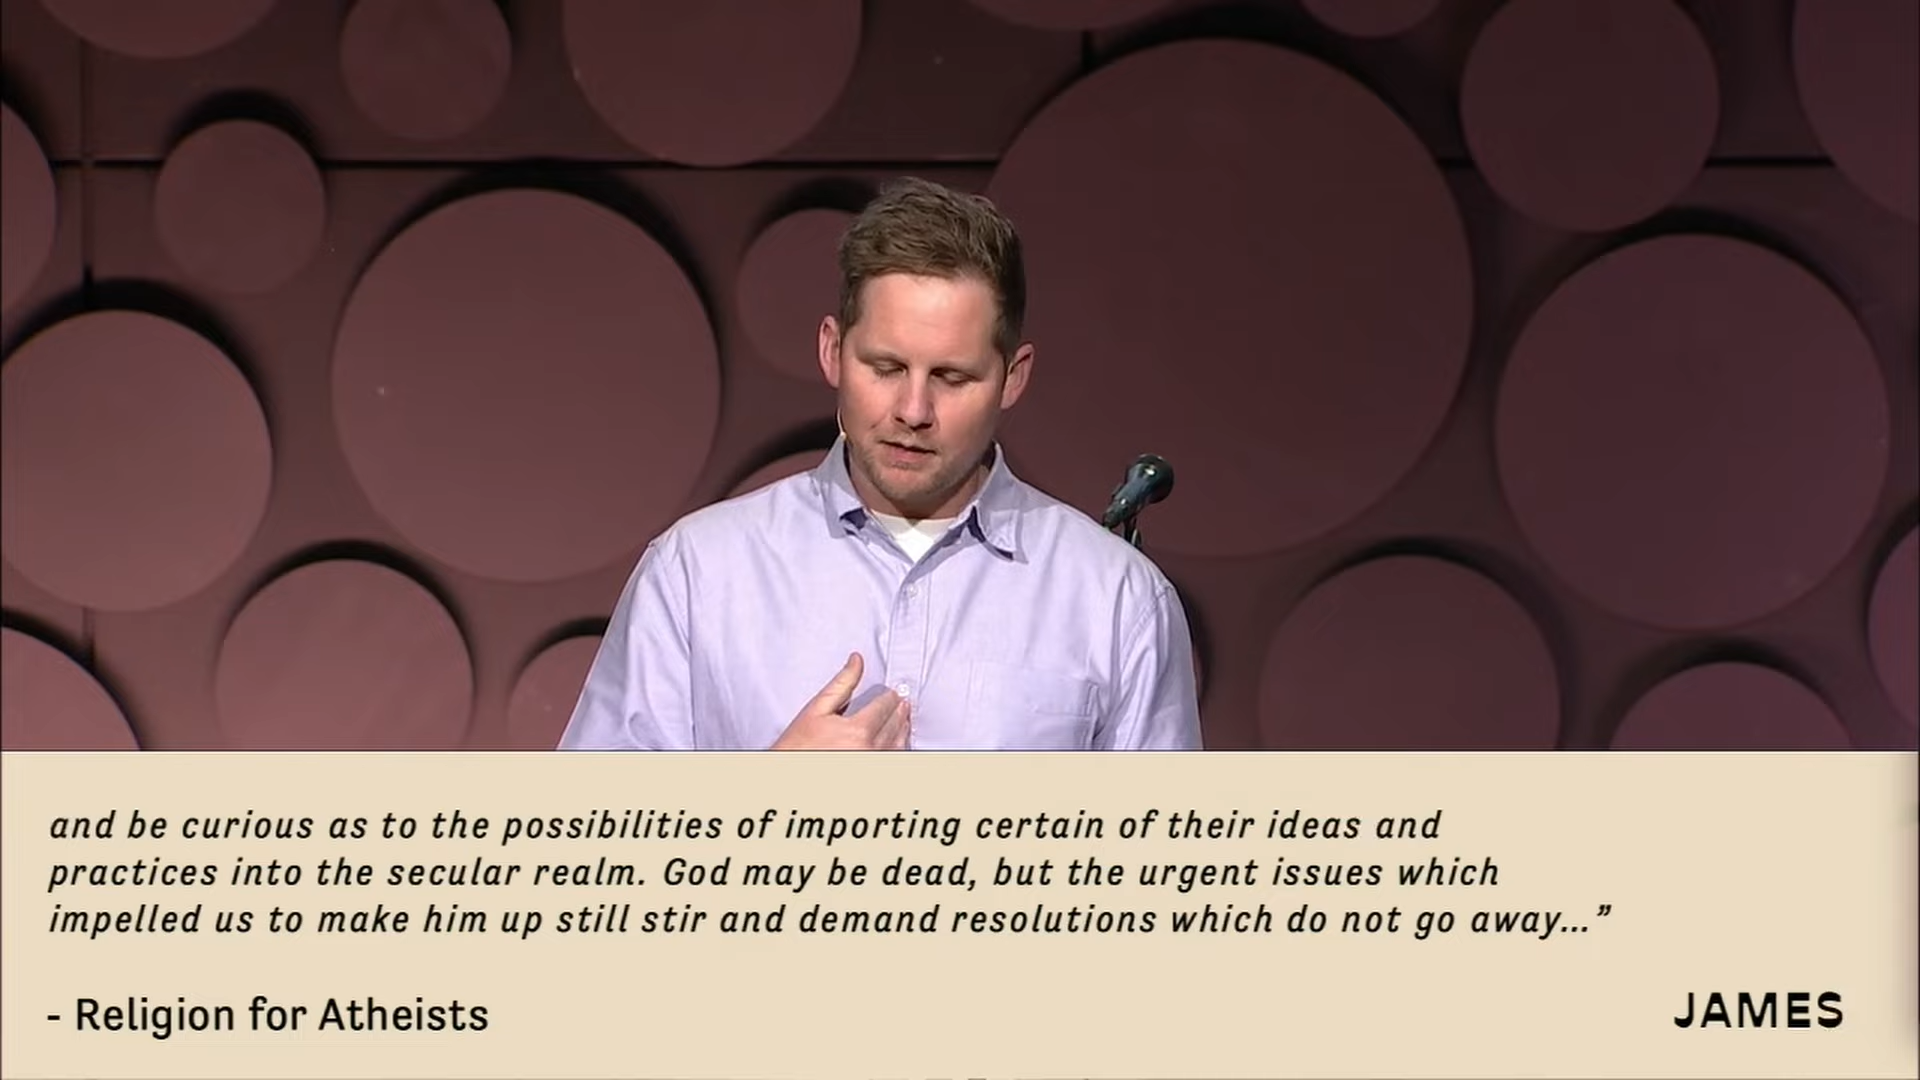 and be curious as to the possibilities of importing certain of their ideas and
practices into the secular realm. God may be dead, but the urgent issues which
impelled us to make him up still stir and demand resolutions which do not go away...”
- Religion for Atheists
JAMES